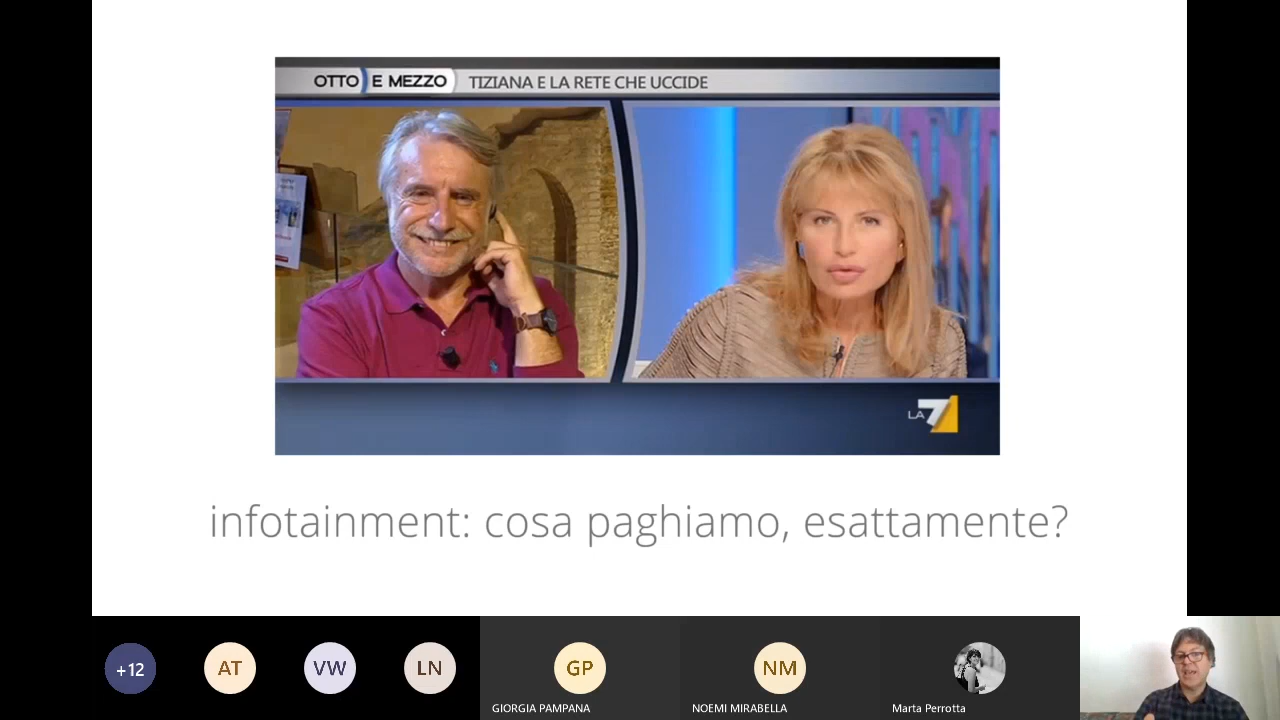 OTTO E MEZZO TIZIANA E LA RETE CHE UCCIDE
LA7
infotainment: cosa paghiamo, esattamente?
+12 AT VW LN GP NM
GIORGIA PAMPANA NOEMI MIRABELLA Marta Perrotta